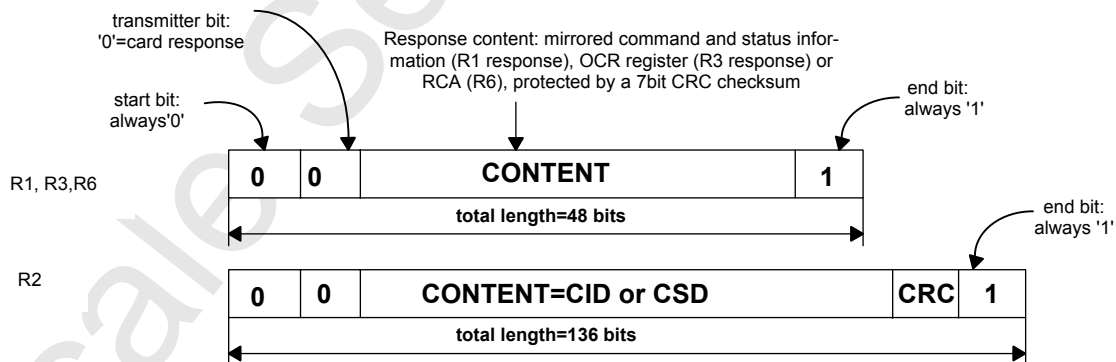 transmitter bit:
'0'=card response
Response content: mirrored command and status infor-
mation (R1 response), OCR register (R3 response) or
RCA (R6), protected by a 7bit CRC checksum
start bit:
always'0'
end bit:
always '1'
R1, R3,R6
0 0 CONTENT 1
total length=48 bits
end bit:
always '1'
R2
0 0 CONTENT=CID or CSD CRC 1
total length=136 bits